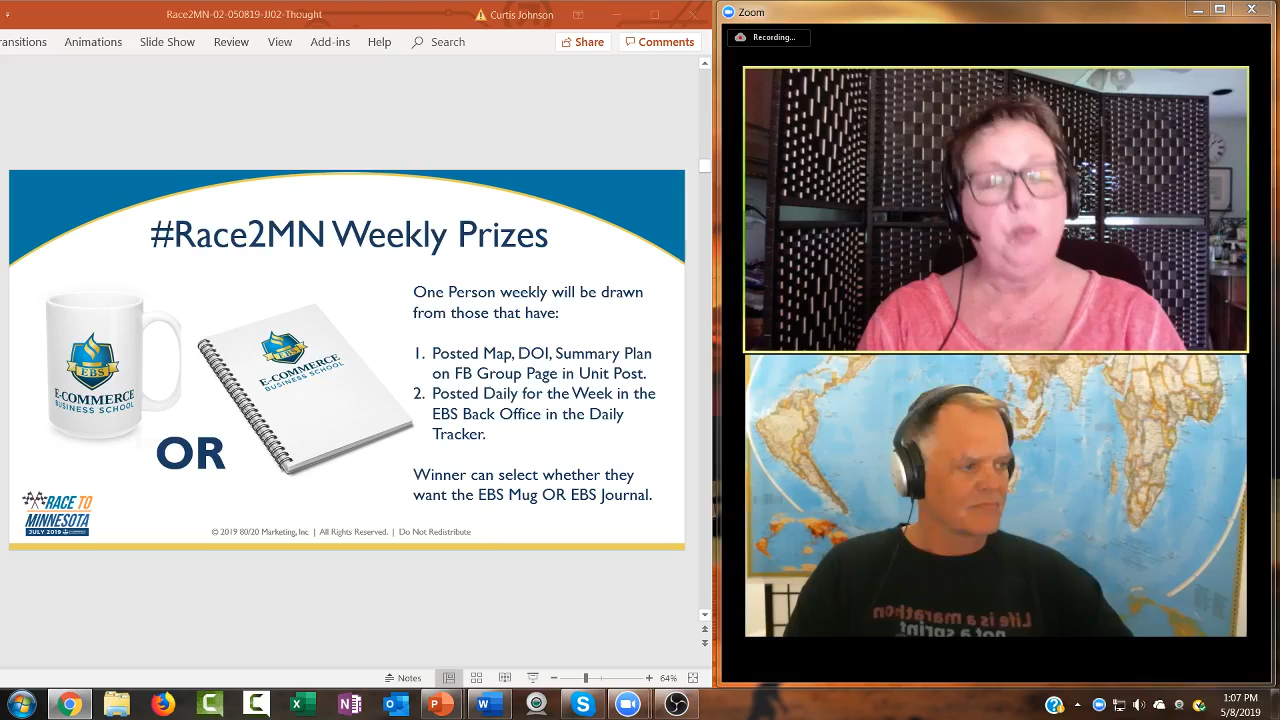 Race2MN-02-050819-JJ02-Thought
Curtis Johnson
ransitions Animations Slide Show Review View Add-ins Help Search Share Comments
#Race2MN Weekly Prizes
One Person weekly will be drawn
from those that have:
1. Posted Map, DOI, Summary Plan
on FB Group Page in Unit Post.
2. Posted Daily for the Week in the
EBS Back Office in the Daily
Tracker.
Winner can select whether they
want the EBS Mug OR EBS Journal.
EBS
E-COMMERCE
BUSINESS SCHOOL
OR
EBS
E-COMMERCE
BUSINESS SCHOOL
RACE TO
MINNESOTA
JULY 2019
© 2019 80/20 Marketing, Inc | All Rights Reserved. | Do Not Redistribute
Notes
64%
Zoom
Recording...
Life is a marathon
not a sprint
1:07 PM
5/8/2019